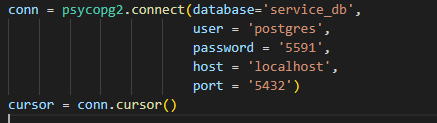 conn = psycopg2.connect(database='service_db',
user = 'postgres',
password = '5591',
host = 'localhost',
port = '5432')
cursor = conn.cursor()